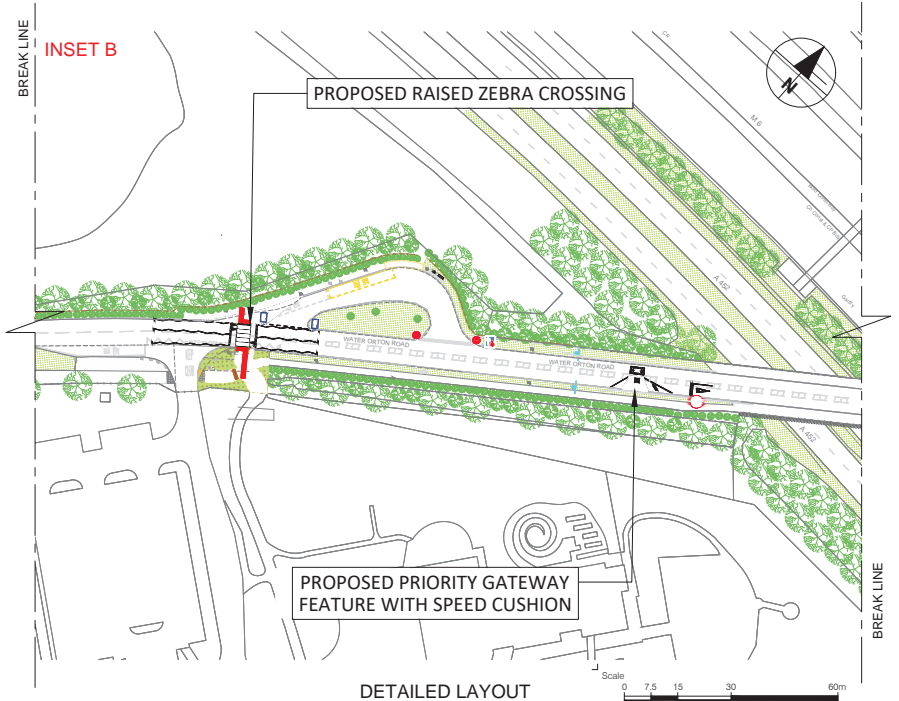 BREAK LINE
INSET B
PROPOSED RAISED ZEBRA CROSSING
N
M 6
A 452
WATER ORTON ROAD
WATER ORTON ROAD
A 452
PROPOSED PRIORITY GATEWAY
FEATURE WITH SPEED CUSHION
BREAK LINE
DETAILED LAYOUT
Scale
0 7.5 15 30 60m